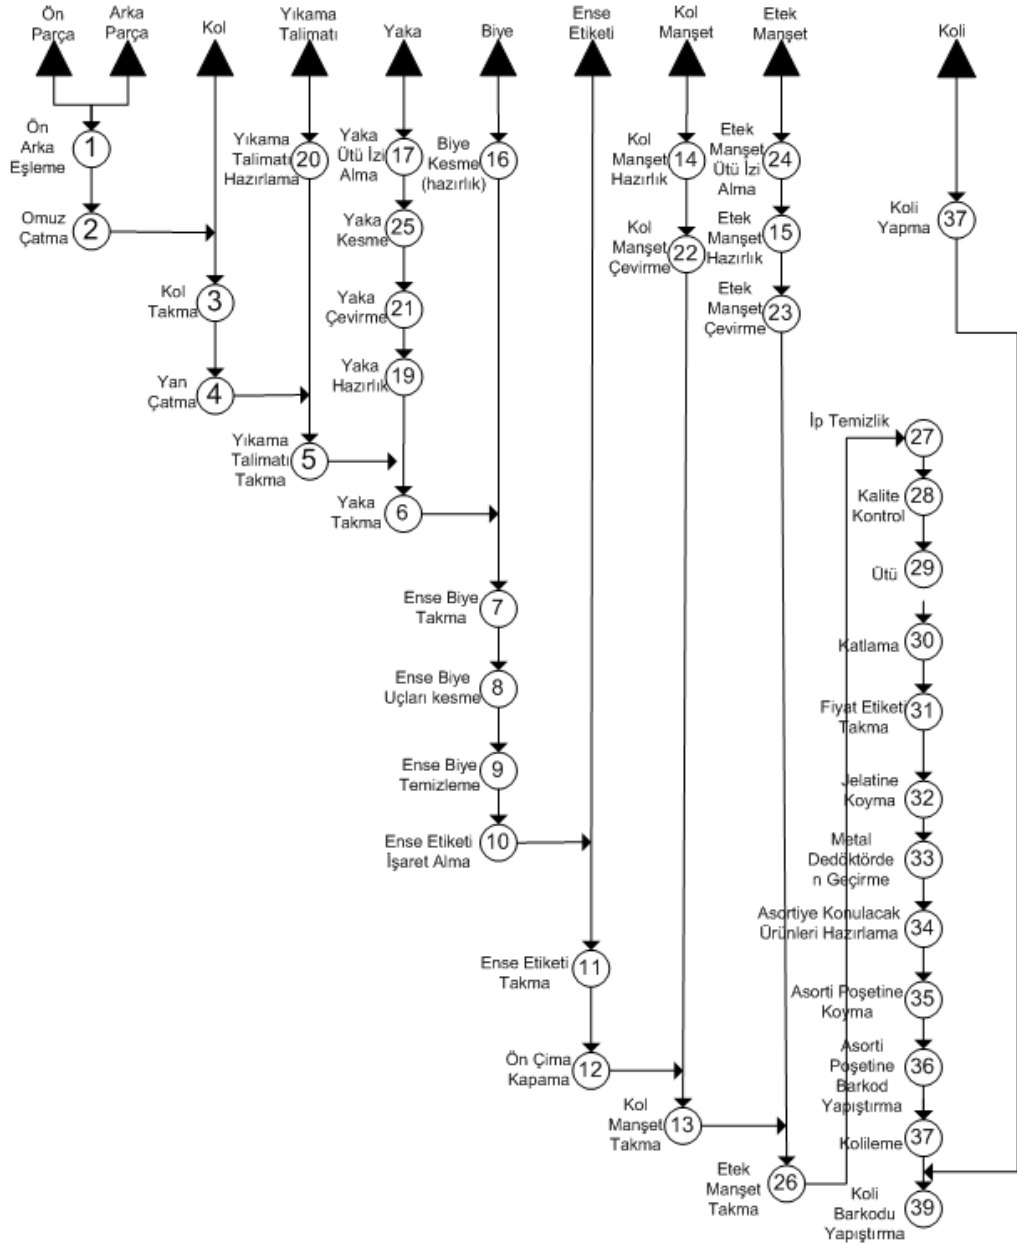 Ön
Parça
Arka
Parça
Kol
Yıkama
Talimatı
Yaka
Biye
Ense
Etiketi
Kol
Manşet
Etek
Manşet
Koli
Ön
Arka
Eşleme
1
Omuz
Çatma
2
Kol
Takma
3
Yan
Çatma
4
Yıkama
Talimatı
Hazırlama
20
Yıkama
Talimatı
Takma
5
Yaka
Ütü İzi
Alma
17
Yaka
Kesme
25
Yaka
Çevirme
21
Yaka
Hazırlık
19
Yaka
Takma
6
Biye
Kesme
(hazırlık)
16
Ense Biye
Takma
7
Ense Biye
Uçları kesme
8
Ense Biye
Temizleme
9
Ense Etiketi
İşaret Alma
10
Ense Etiketi
Takma
11
Ön Çima
Kapama
12
Kol
Manşet
Hazırlık
14
Kol
Manşet
Çevirme
22
Kol
Manşet
Takma
13
Etek
Manşet
Ütü İzi
Alma
24
Etek
Manşet
Hazırlık
15
Etek
Manşet
Çevirme
23
Etek
Manşet
Takma
26
Koli
Yapma
37
İp Temizlik
27
Kalite
Kontrol
28
Ütü
29
Katlama
30
Fiyat Etiketi
Takma
31
Jelatine
Koyma
32
Metal
Dedöktörde
n Geçirme
33
Asortiye Konulacak
Ürünleri Hazırlama
34
Asorti Poşetine
Koyma
35
Asorti
Poşetine
Barkod
Yapıştırma
36
Kolileme
37
Koli
Barkodu
Yapıştırma
39